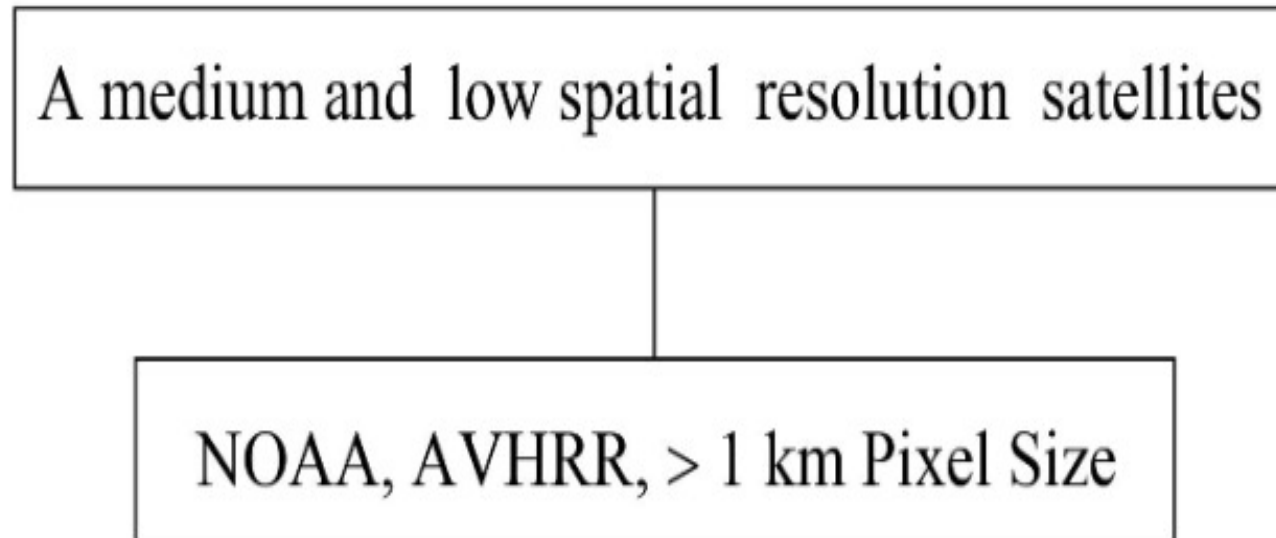 A medium and low spatial resolution satellites
NOAA, AVHRR, > 1 km Pixel Size